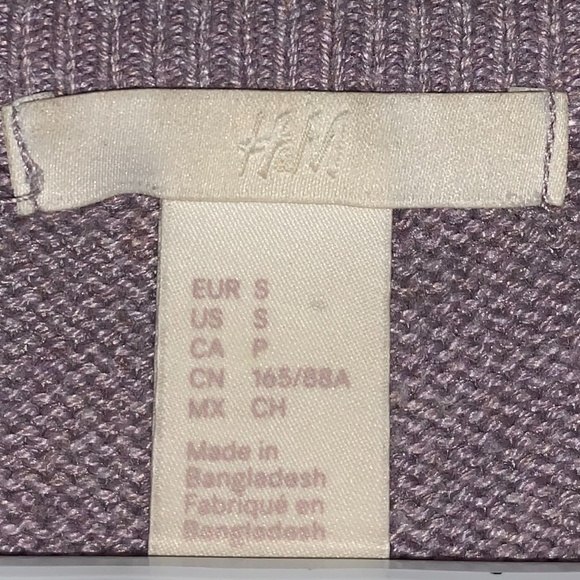 H&M
EUR S
US S
CA P
CN 165/88A
MX CH
Made in
Bangladesh
Fabriqué en
Bangladesh